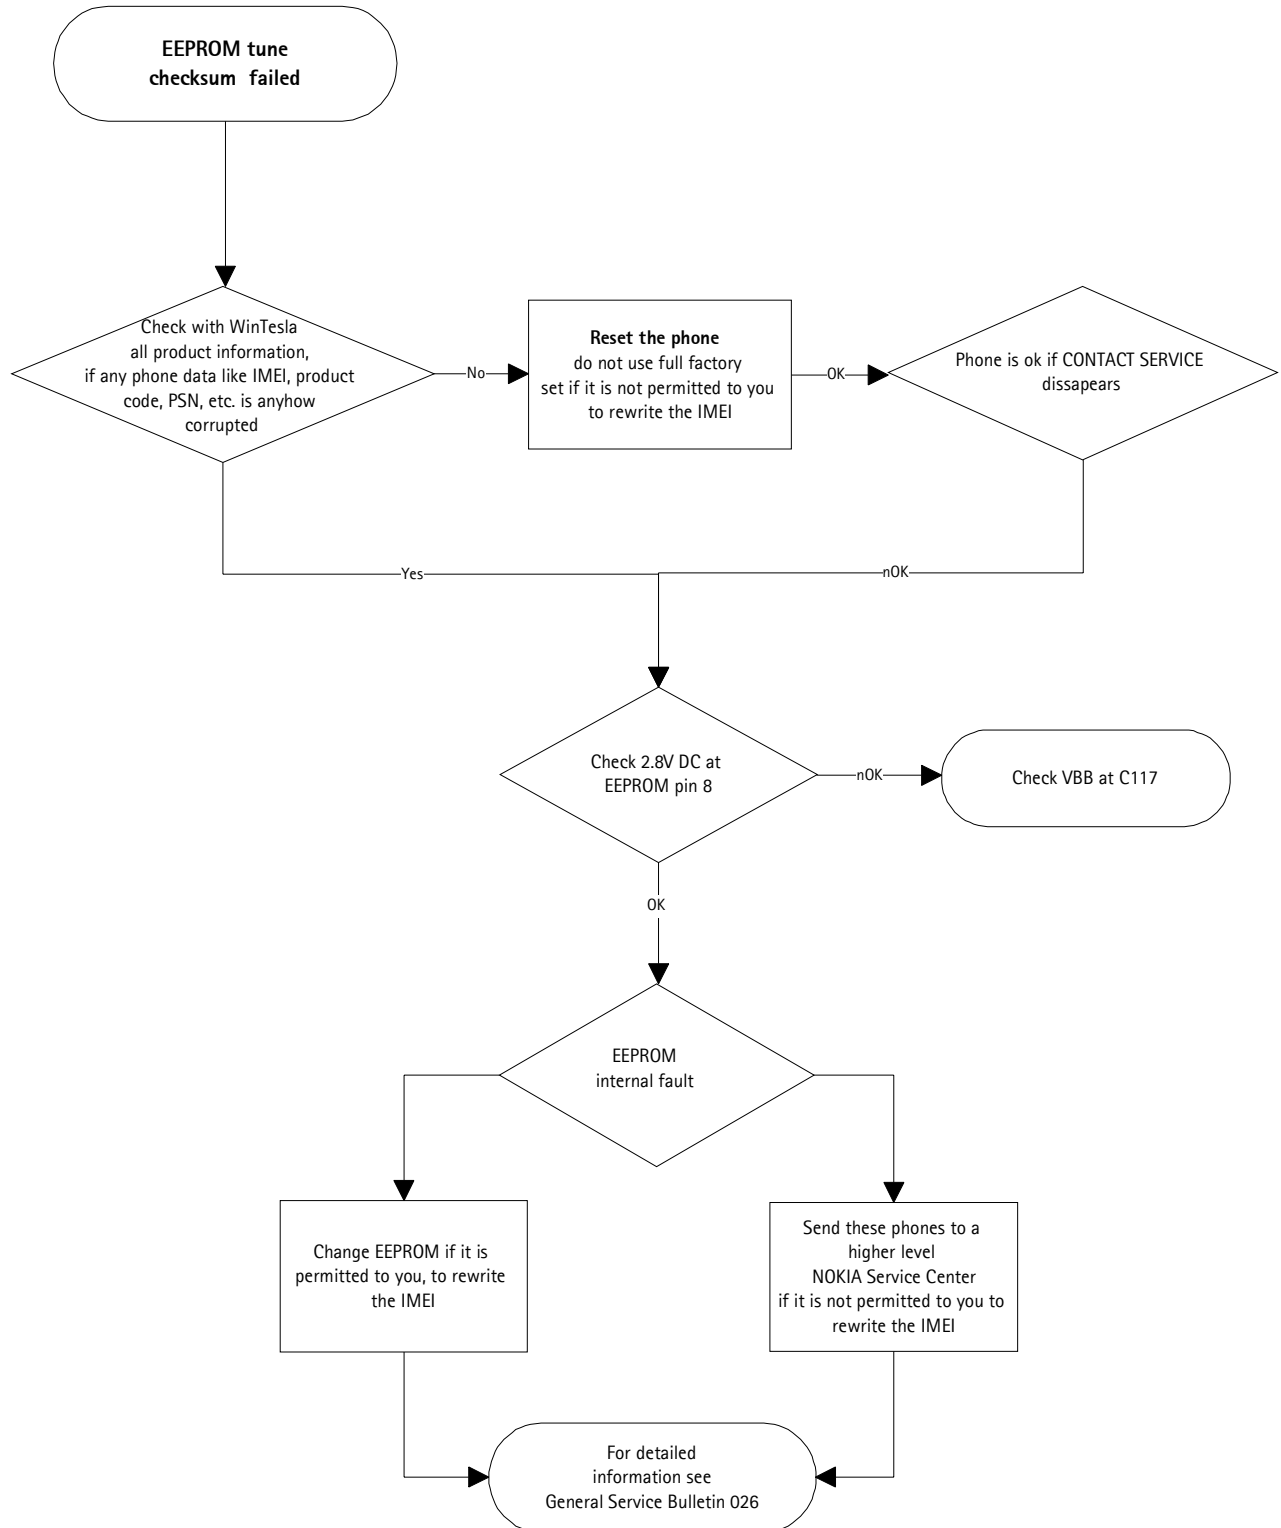 EEPROM tune
checksum failed
Check with WinTesla
all product information,
if any phone data like IMEI, product
code, PSN, etc. is anyhow
corrupted
No
Reset the phone
do not use full factory
set if it is not permitted to you
to rewrite the IMEI
OK
Phone is ok if CONTACT SERVICE
dissapears
Yes
nOK
Check 2.8V DC at
EEPROM pin 8
nOK
Check VBB at C117
OK
EEPROM
internal fault
Change EEPROM if it is
permitted to you, to rewrite
the IMEI
Send these phones to a
higher level
NOKIA Service Center
if it is not permitted to you to
rewrite the IMEI
For detailed
information see
General Service Bulletin 026